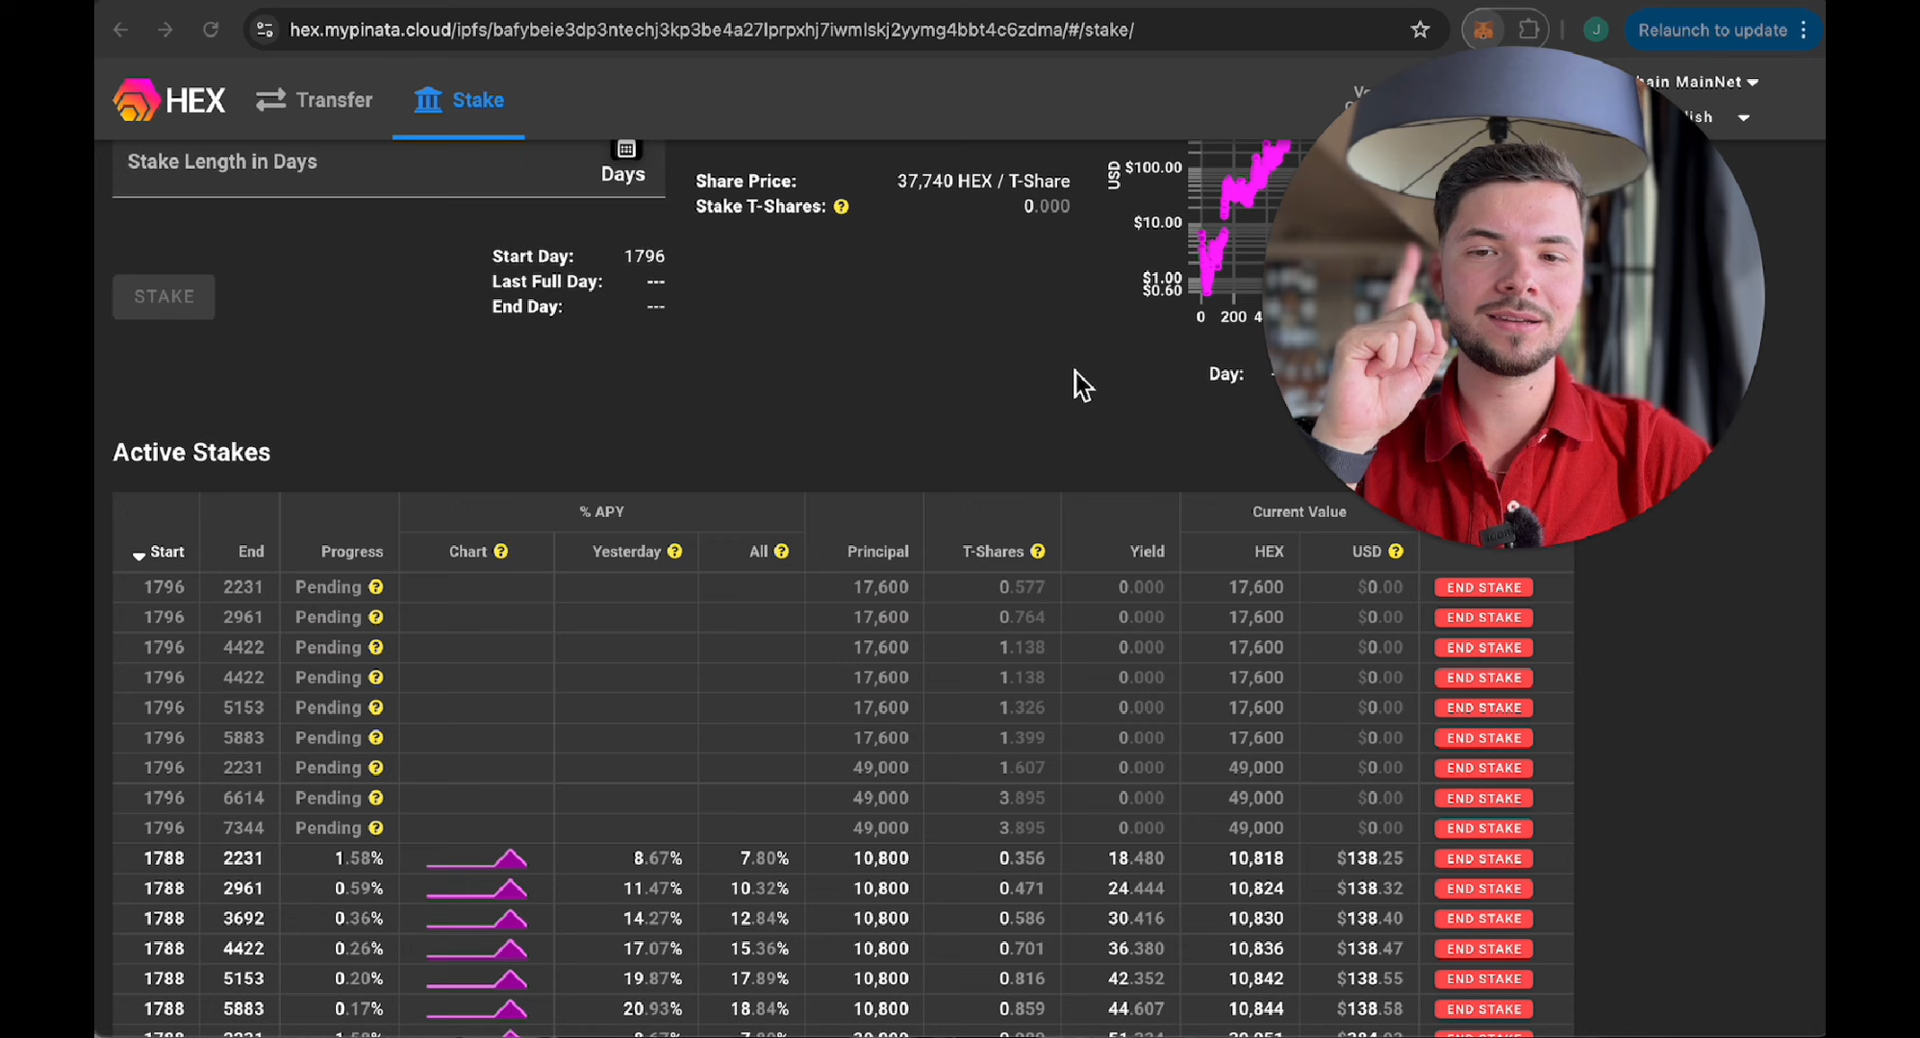 hex.mypinata.cloud/ipfs/bafybeie3dp3ntechj3kp3be4a27lprpxhj7iwmlskj2yymg4bbt4c6zdma/#/stake/
J
Relaunch to update
HEX
Transfer
Stake
MainNet
Stake Length in Days
Days
Share Price: 37,740 HEX / T-Share
Stake T-Shares: ? 0.000
Start Day: 1796
Last Full Day: ---
End Day: ---
STAKE
USD
$100.00
$10.00
$1.00
$0.60
0 200
Day:
Active Stakes
% APY Current Value
Start End Progress Chart ? Yesterday ? All ? Principal T-Shares ? Yield HEX USD ?
1796 2231 Pending ? 17,600 0.577 0.000 17,600 $0.00 END STAKE
1796 2961 Pending ? 17,600 0.764 0.000 17,600 $0.00 END STAKE
1796 4422 Pending ? 17,600 1.138 0.000 17,600 $0.00 END STAKE
1796 4422 Pending ? 17,600 1.138 0.000 17,600 $0.00 END STAKE
1796 5153 Pending ? 17,600 1.326 0.000 17,600 $0.00 END STAKE
1796 5883 Pending ? 17,600 1.399 0.000 17,600 $0.00 END STAKE
1796 2231 Pending ? 49,000 1.607 0.000 49,000 $0.00 END STAKE
1796 6614 Pending ? 49,000 3.895 0.000 49,000 $0.00 END STAKE
1796 7344 Pending ? 49,000 3.895 0.000 49,000 $0.00 END STAKE
1788 2231 1.58% 8.67% 7.80% 10,800 0.356 18.480 10,818 $138.25 END STAKE
1788 2961 0.59% 11.47% 10.32% 10,800 0.471 24.444 10,824 $138.32 END STAKE
1788 3692 0.36% 14.27% 12.84% 10,800 0.586 30.416 10,830 $138.40 END STAKE
1788 4422 0.26% 17.07% 15.36% 10,800 0.701 36.380 10,836 $138.47 END STAKE
1788 5153 0.20% 19.87% 17.89% 10,800 0.816 42.352 10,842 $138.55 END STAKE
1788 5883 0.17% 20.93% 18.84% 10,800 0.859 44.607 10,844 $138.58 END STAKE